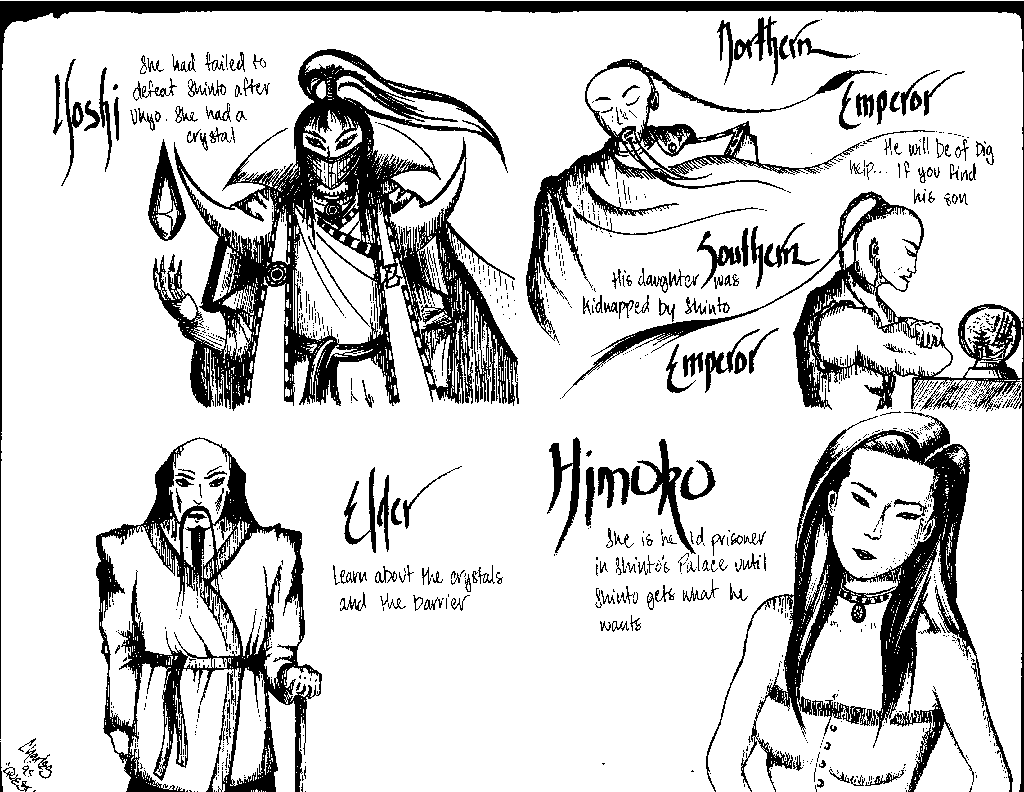 Hoshi
She had failed to
defeat Shinto after
Uhyo. She had a
crystal
Northern
Emperor
He will be of big
help... If you find
his son
Southern
His daughter was
kidnapped by Shinto
Emperor
Elder
Learn about the crystals
and the barrier
Himoko
She is held prisoner
in Shinto's Palace until
Shinto gets what he
wants